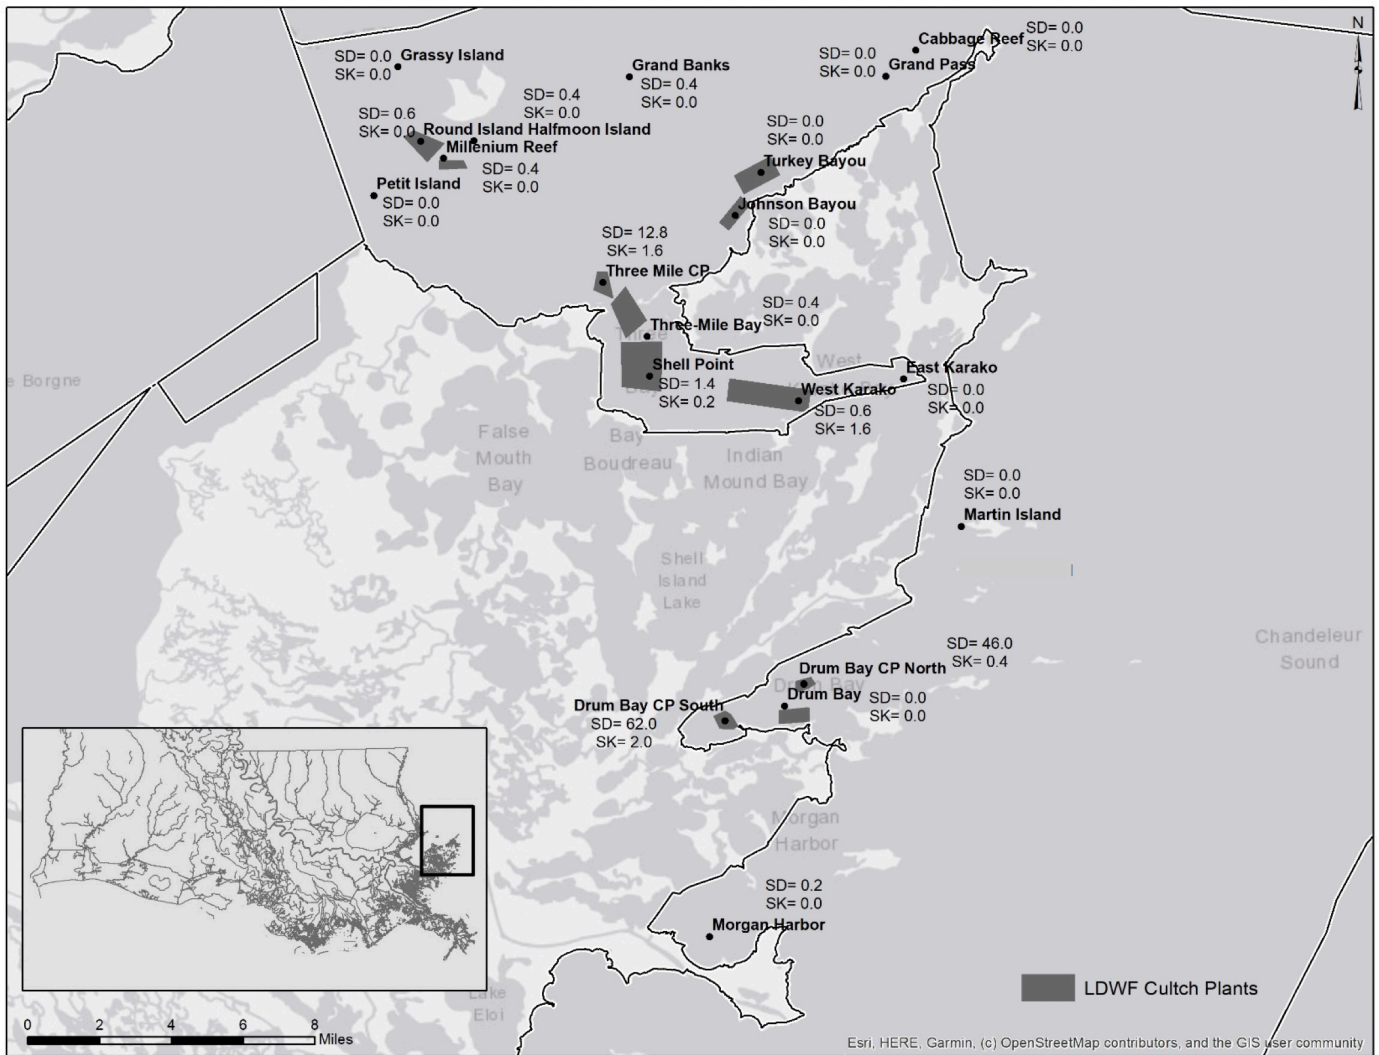 N
SD= 0.0
SK= 0.0
Grassy Island
Grand Banks
SD= 0.4
SK= 0.0
SD= 0.0
SK= 0.0
Cabbage Reef
SD= 0.0
SK= 0.0
Grand Pass
SD= 0.4
SK= 0.0
SD= 0.6
SK= 0.0
Round Island Halfmoon Island
Millenium Reef
SD= 0.4
SK= 0.0
Petit Island
SD= 0.0
SK= 0.0
SD= 0.0
SK= 0.0
Turkey Bayou
Johnson Bayou
SD= 0.0
SK= 0.0
SD= 12.8
SK= 1.6
Three Mile CP
SD= 0.4
SK= 0.0
Three-Mile Bay
Three
Bay
Shell Point
SD= 1.4
SK= 0.2
West
East Karako
SD= 0.0
SK= 0.0
West Karako
SD= 0.6
SK= 1.6
e Borgne
False
Mouth
Bay
Bay
Boudreau
Indian
Mound Bay
SD= 0.0
SK= 0.0
Martin Island
Shell
Island
Lake
Chandeleur
Sound
SD= 46.0
SK= 0.4
Drum Bay CP North
Drum Bay
Drum Bay
SD= 0.0
SK= 0.0
Drum Bay CP South
SD= 62.0
SK= 2.0
Morgan
Harbor
SD= 0.2
SK= 0.0
Morgan Harbor
Lake
Eloi
LDWF Cultch Plants
0 2 4 6 8
Miles
Esri, HERE, Garmin, (c) OpenStreetMap contributors, and the GIS user community